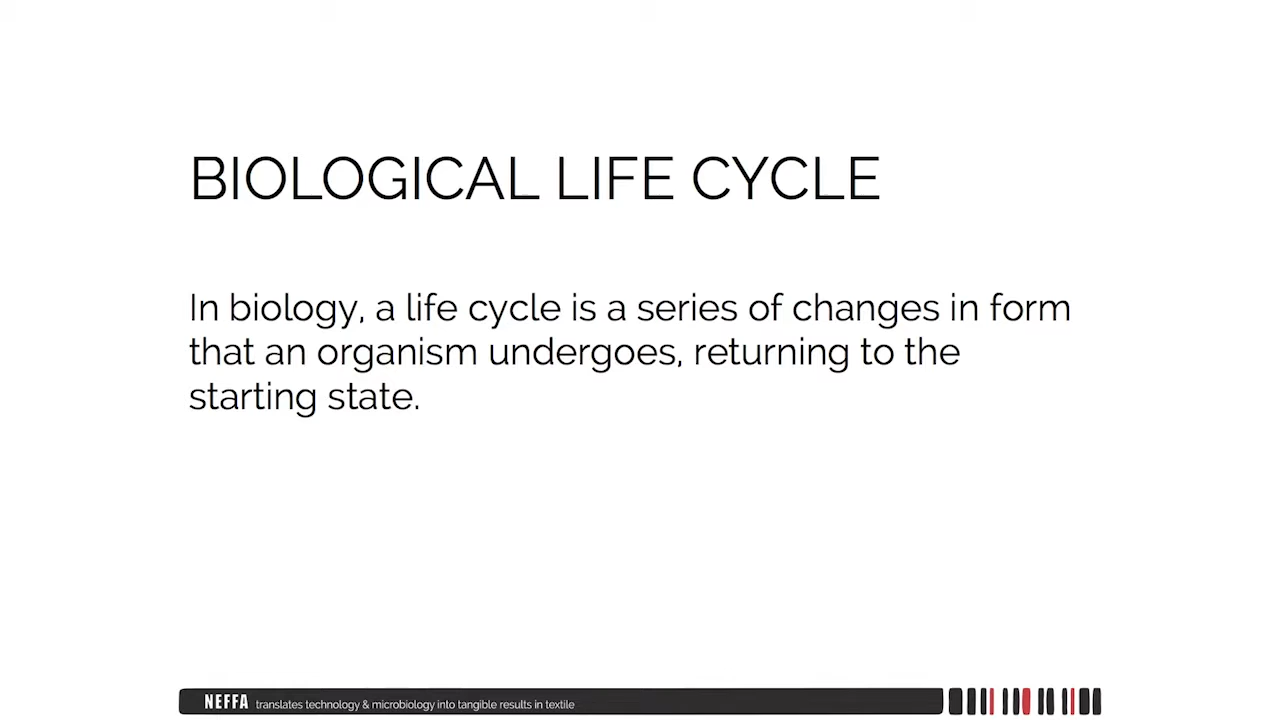 BIOLOGICAL LIFE CYCLE
In biology, a life cycle is a series of changes in form
that an organism undergoes, returning to the
starting state.
NEFFA translates technology & microbiology into tangible results in textile